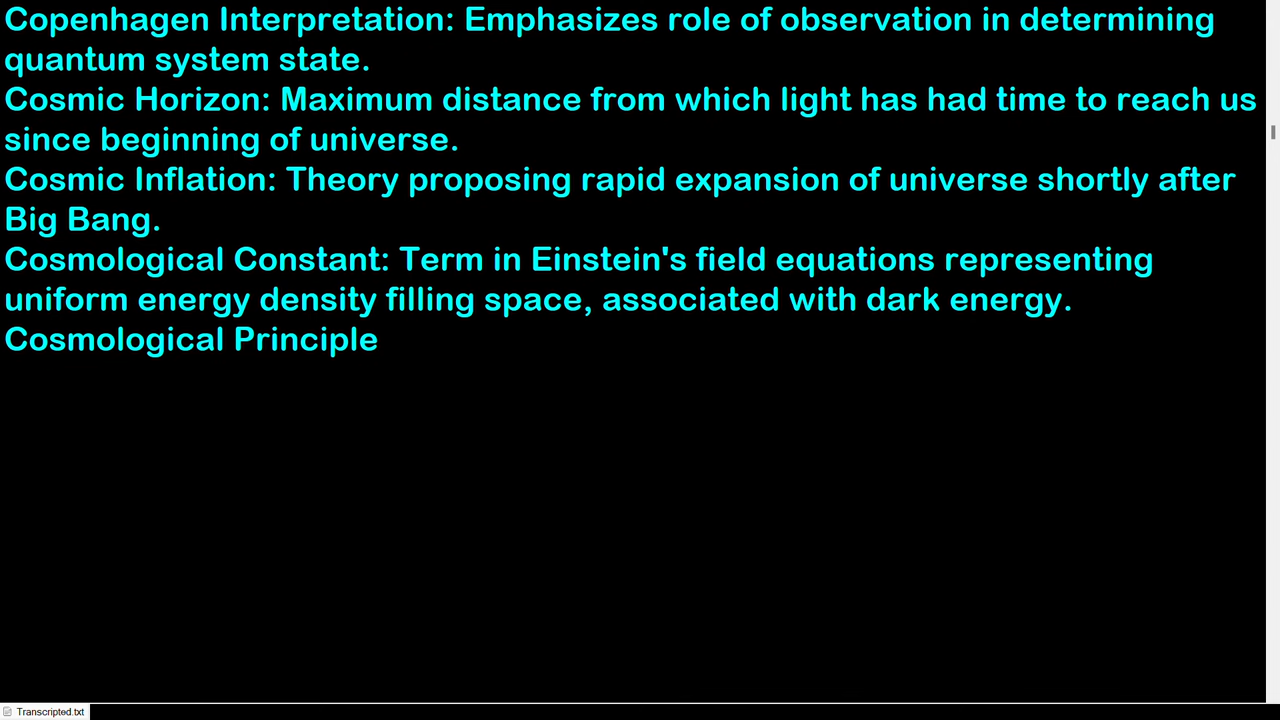 Copenhagen Interpretation: Emphasizes role of observation in determining
quantum system state.
Cosmic Horizon: Maximum distance from which light has had time to reach us
since beginning of universe.
Cosmic Inflation: Theory proposing rapid expansion of universe shortly after
Big Bang.
Cosmological Constant: Term in Einstein's field equations representing
uniform energy density filling space, associated with dark energy.
Cosmological Principle
Transcripted.txt